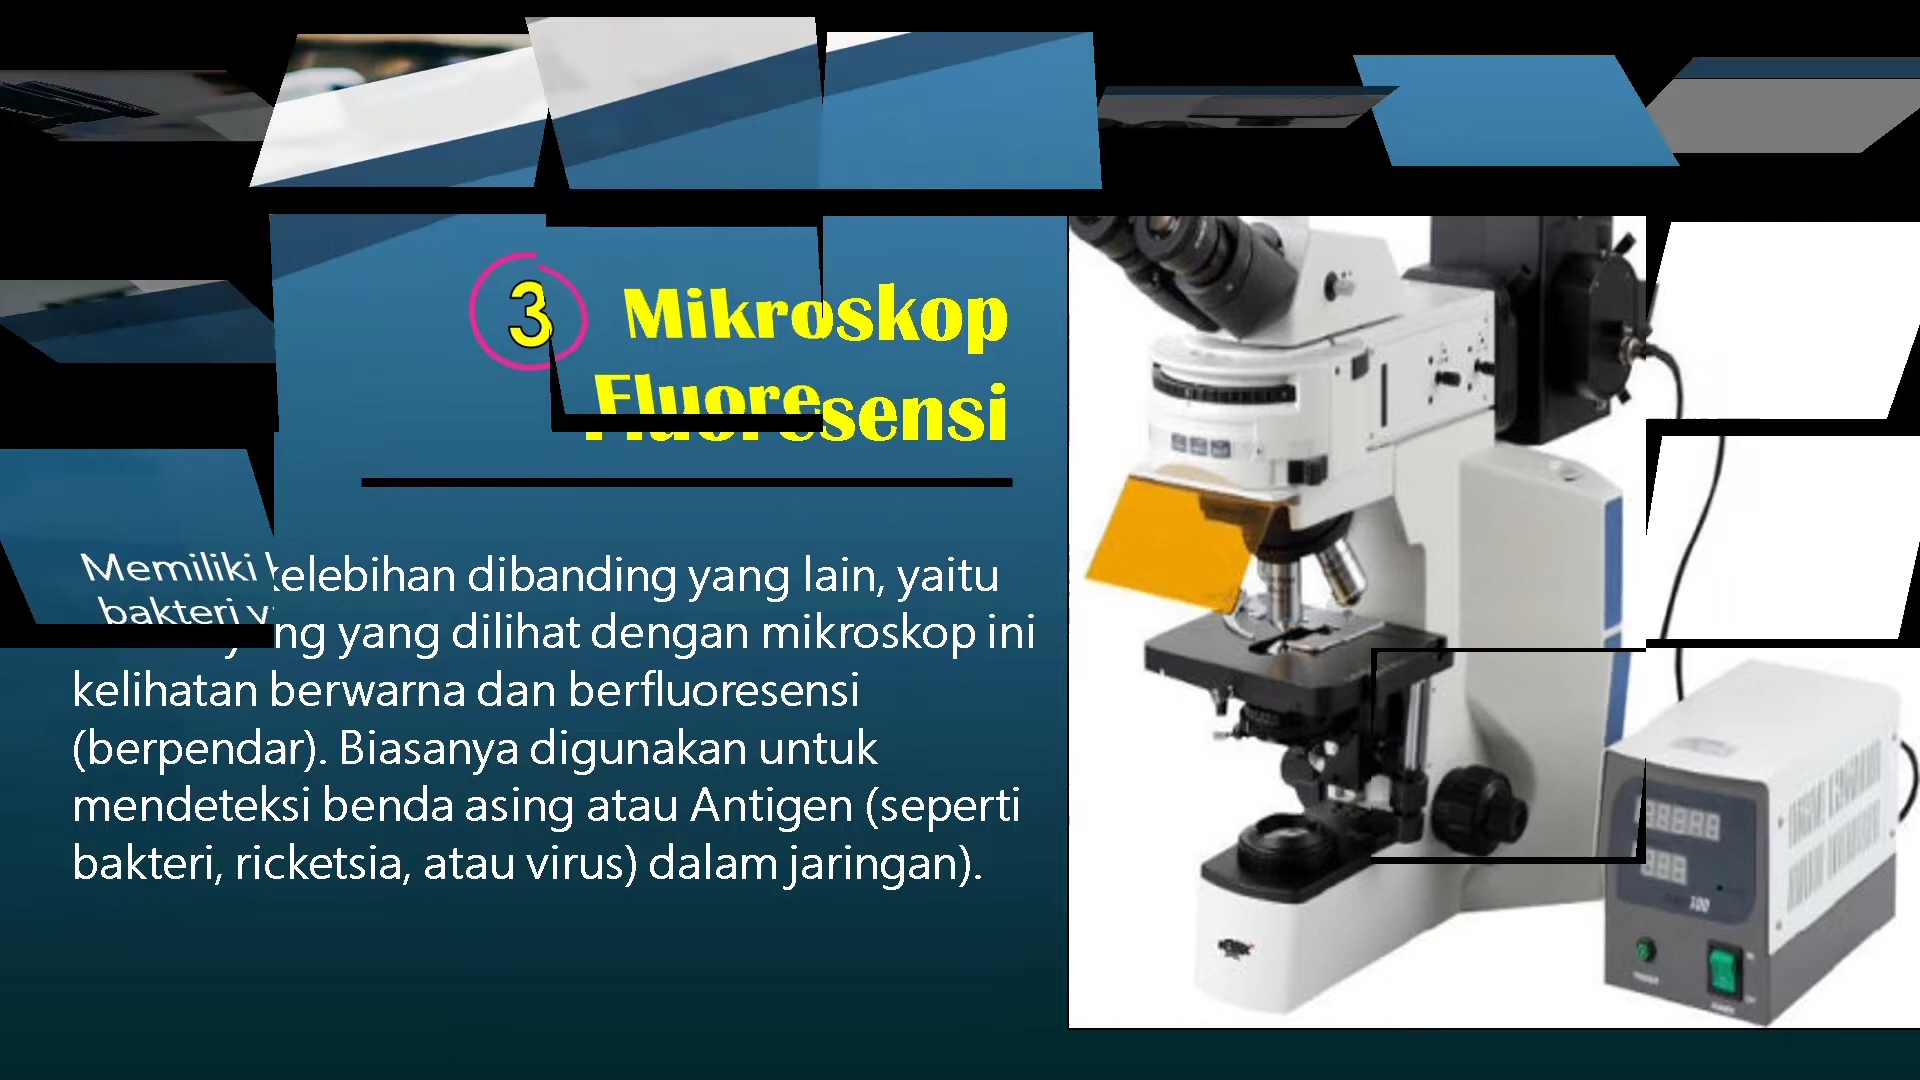 3 Mikroskop
Fluoresensi
Memiliki kelebihan dibanding yang lain, yaitu
bakteri yang yang dilihat dengan mikroskop ini
kelihatan berwarna dan berfluoresensi
(berpendar). Biasanya digunakan untuk
mendeteksi benda asing atau Antigen (seperti
bakteri, ricketsia, atau virus) dalam jaringan).
100